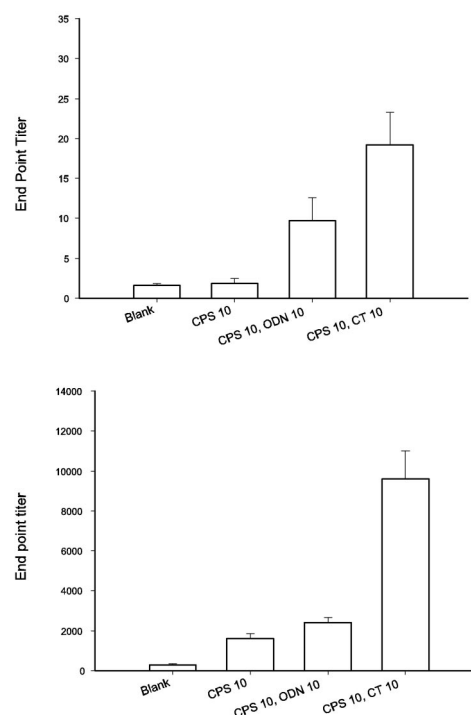 35
30
25
20
15
10
5
0
End Point Titer
Blank
CPS 10
CPS 10, ODN 10
CPS 10, CT 10
14000
12000
10000
8000
6000
4000
2000
0
End point titer
Blank
CPS 10
CPS 10, ODN 10
CPS 10, CT 10